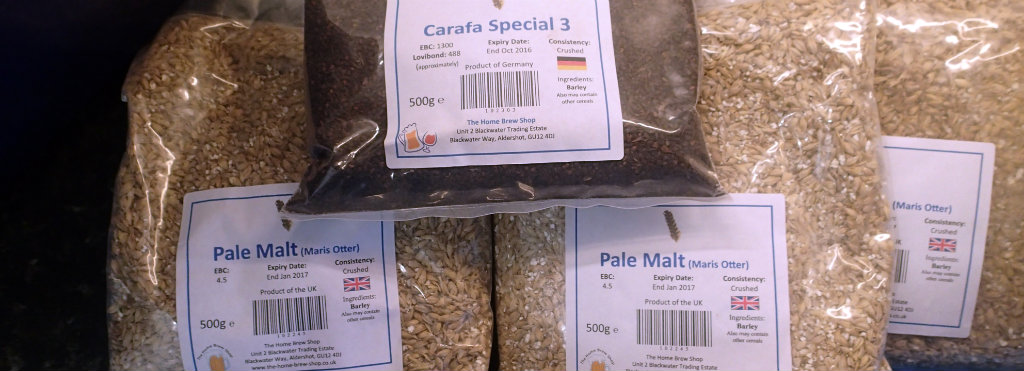 Carafa Special 3
EBC: 1300
Lovibond: 488
(approximately)
Expiry Date:
End Oct 2016
Consistency:
Crushed
Product of Germany
Ingredients:
Barley
Also may contain
other cereals
500g e
102363
The Home Brew Shop
Unit 2 Blackwater Trading Estate
Blackwater Way, Aldershot, GU12 4DJ
Pale Malt (Maris Otter)
EBC:
4.5
Expiry Date:
End Jan 2017
Consistency:
Crushed
Product of the UK
Ingredients:
Barley
Also may contain
other cereals
500g e
102247
The Home Brew Shop
Unit 2 Blackwater Trading Estate
Blackwater Way, Aldershot, GU12 4DJ
www.the-home-brew-shop.co.uk
Pale Malt (Maris Otter)
EBC:
4.5
Expiry Date:
End Jan 2017
Consistency:
Crushed
Product of the UK
Ingredients:
Barley
Also may contain
other cereals
500g e
102247
The Home Brew Shop
Unit 2 Blackwater Trading Estate
(Maris Otter)
Consistency:
Crushed
UK
Ingredients:
Barley
Also may contain
other cereals
Estate
GU12 4DJ